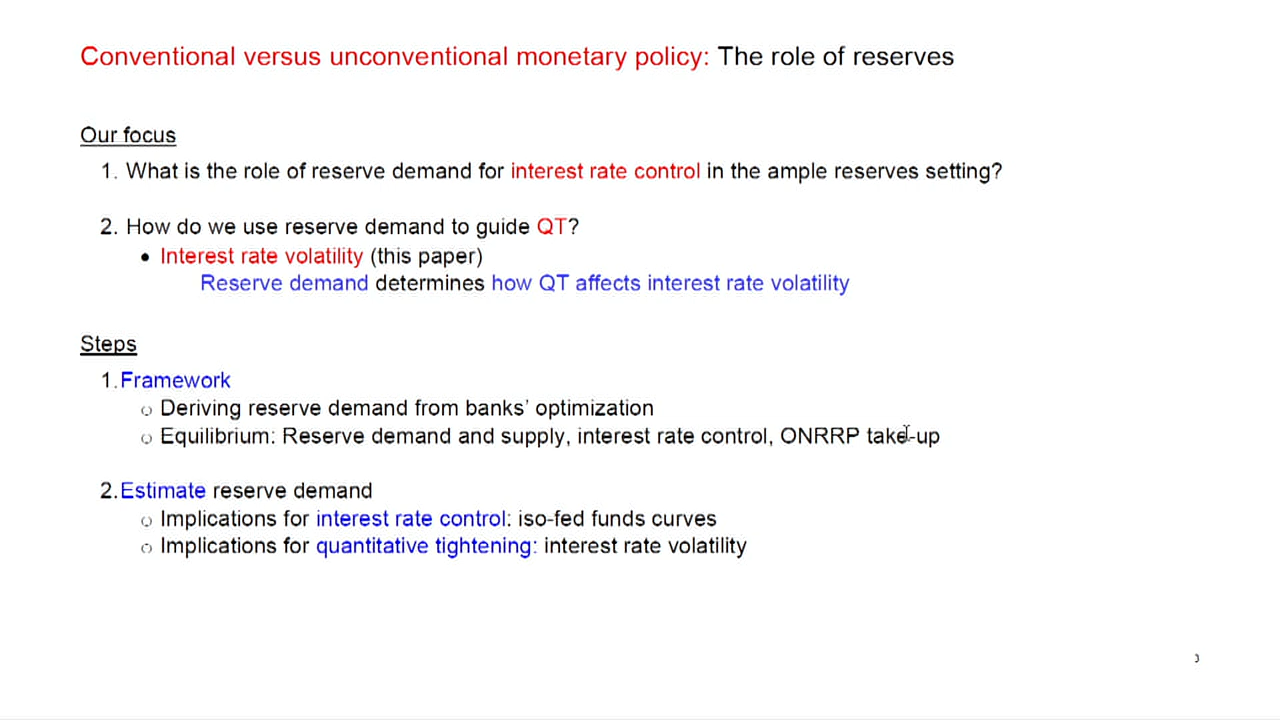 Conventional versus unconventional monetary policy: The role of reserves
Our focus
1. What is the role of reserve demand for interest rate control in the ample reserves setting?
2. How do we use reserve demand to guide QT?
• Interest rate volatility (this paper)
Reserve demand determines how QT affects interest rate volatility
Steps
1. Framework
○ Deriving reserve demand from banks' optimization
○ Equilibrium: Reserve demand and supply, interest rate control, ONRRP take-up
2. Estimate reserve demand
○ Implications for interest rate control: iso-fed funds curves
○ Implications for quantitative tightening: interest rate volatility